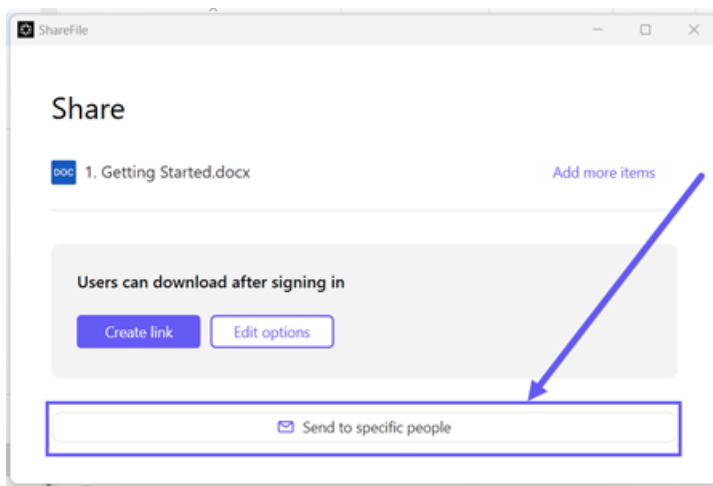 ShareFile
Share
DOC 1. Getting Started.docx Add more items
Users can download after signing in
Create link Edit options
Send to specific people